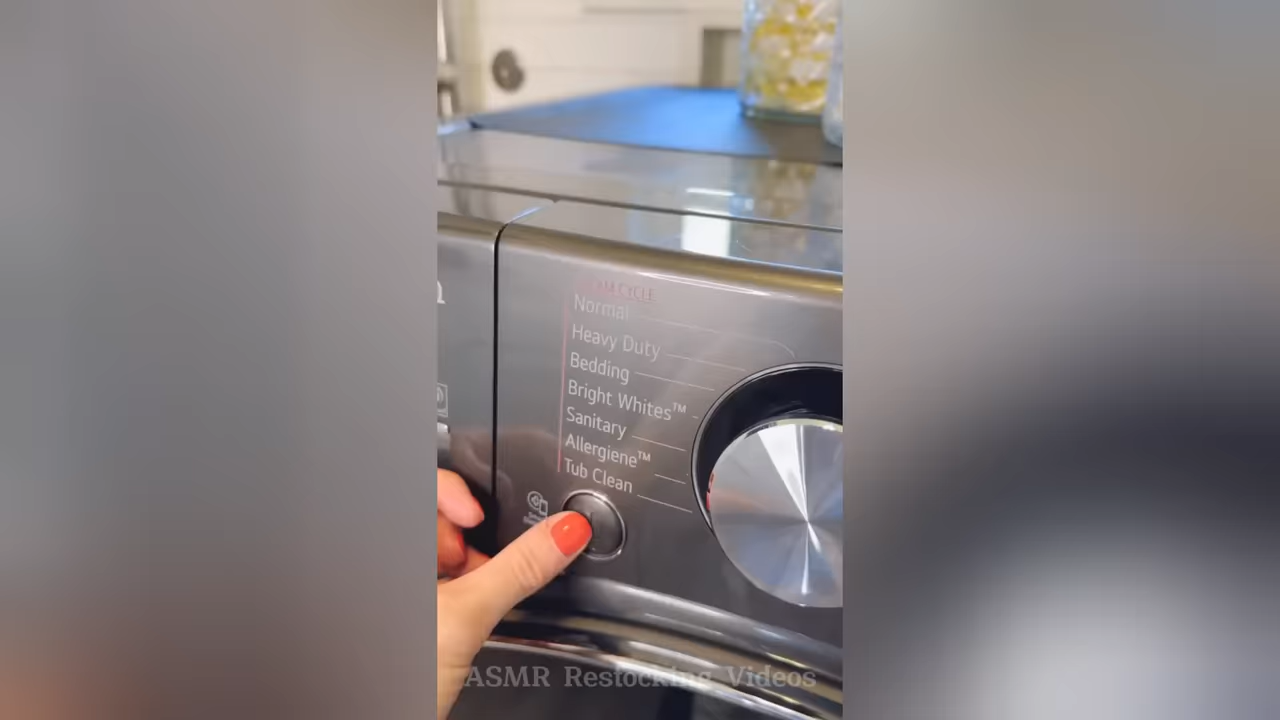 Normal
Heavy Duty
Bedding
Bright Whites™
Sanitary
Allergiene™
Tub Clean
ASMR Restocking Videos